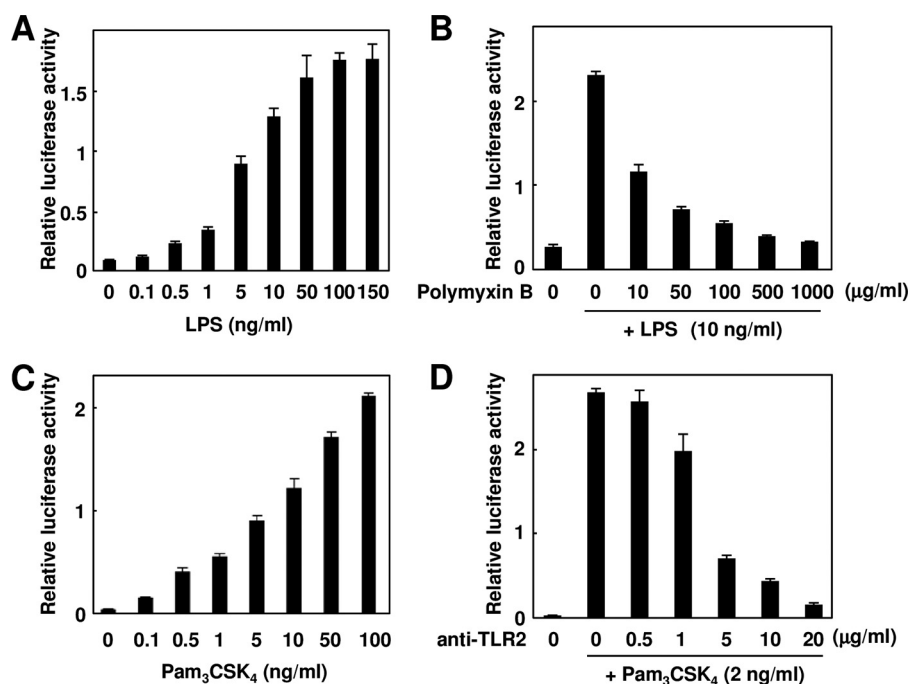 A
Relative luciferase activity
1.5
1
0.5
0
0 0.1 0.5 1 5 10 50 100 150
LPS (ng/ml)
B
Relative luciferase activity
2
1
0
Polymyxin B 0 0 10 50 100 500 1000 (μg/ml)
+ LPS (10 ng/ml)
C
Relative luciferase activity
2
1
0
0 0.1 0.5 1 5 10 50 100
Pam₃CSK₄ (ng/ml)
D
Relative luciferase activity
2
1
0
anti-TLR2 0 0 0.5 1 5 10 20 (μg/ml)
+ Pam₃CSK₄ (2 ng/ml)